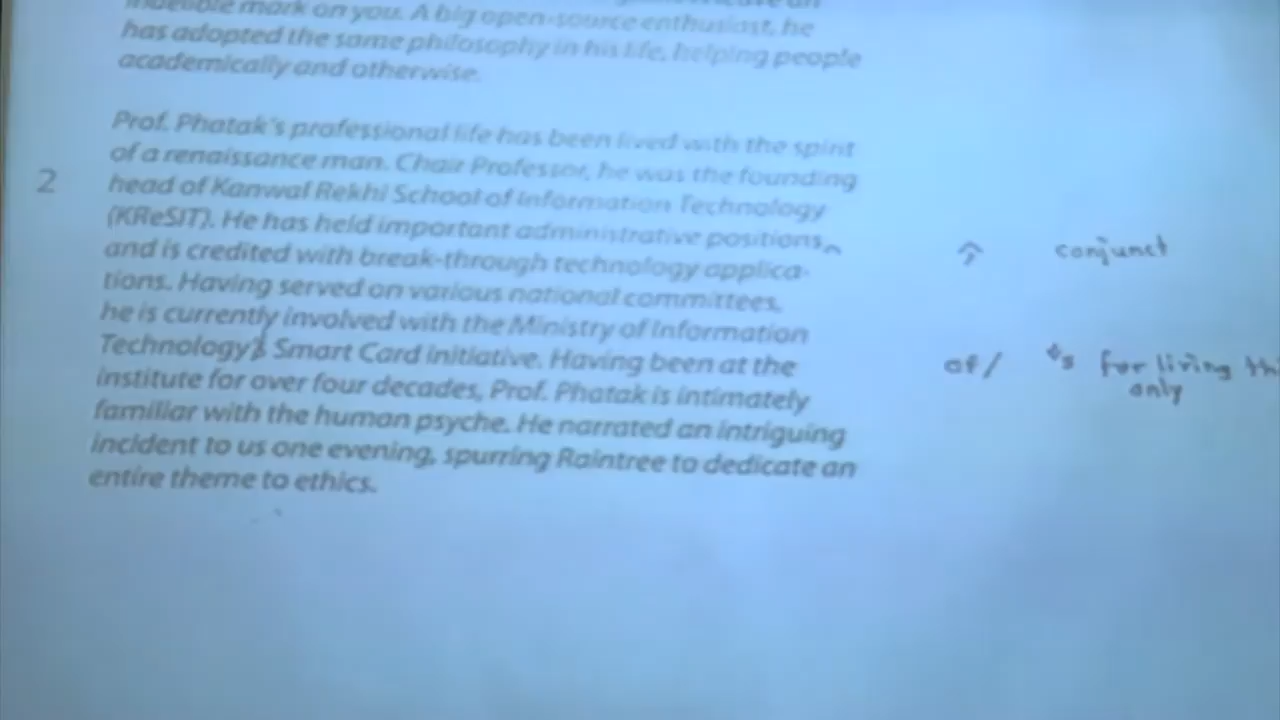 indelible mark on you. A big open-source enthusiast, he
has adopted the same philosophy in his life, helping people
academically and otherwise.
Prof. Phatak's professional life has been lived with the spirit
of a renaissance man. Chair Professor, he was the founding
2 head of Kanwal Rekhi School of Information Technology
(KReSIT). He has held important administrative positions
and is credited with break-through technology applica-
tions. Having served on various national committees,
he is currently involved with the Ministry of Information
Technology's Smart Card initiative. Having been at the
institute for over four decades, Prof. Phatak is intimately
familiar with the human psyche. He narrated an intriguing
incident to us one evening, spurring Raintree to dedicate an
entire theme to ethics.
conjunct
of/ 's for living
only